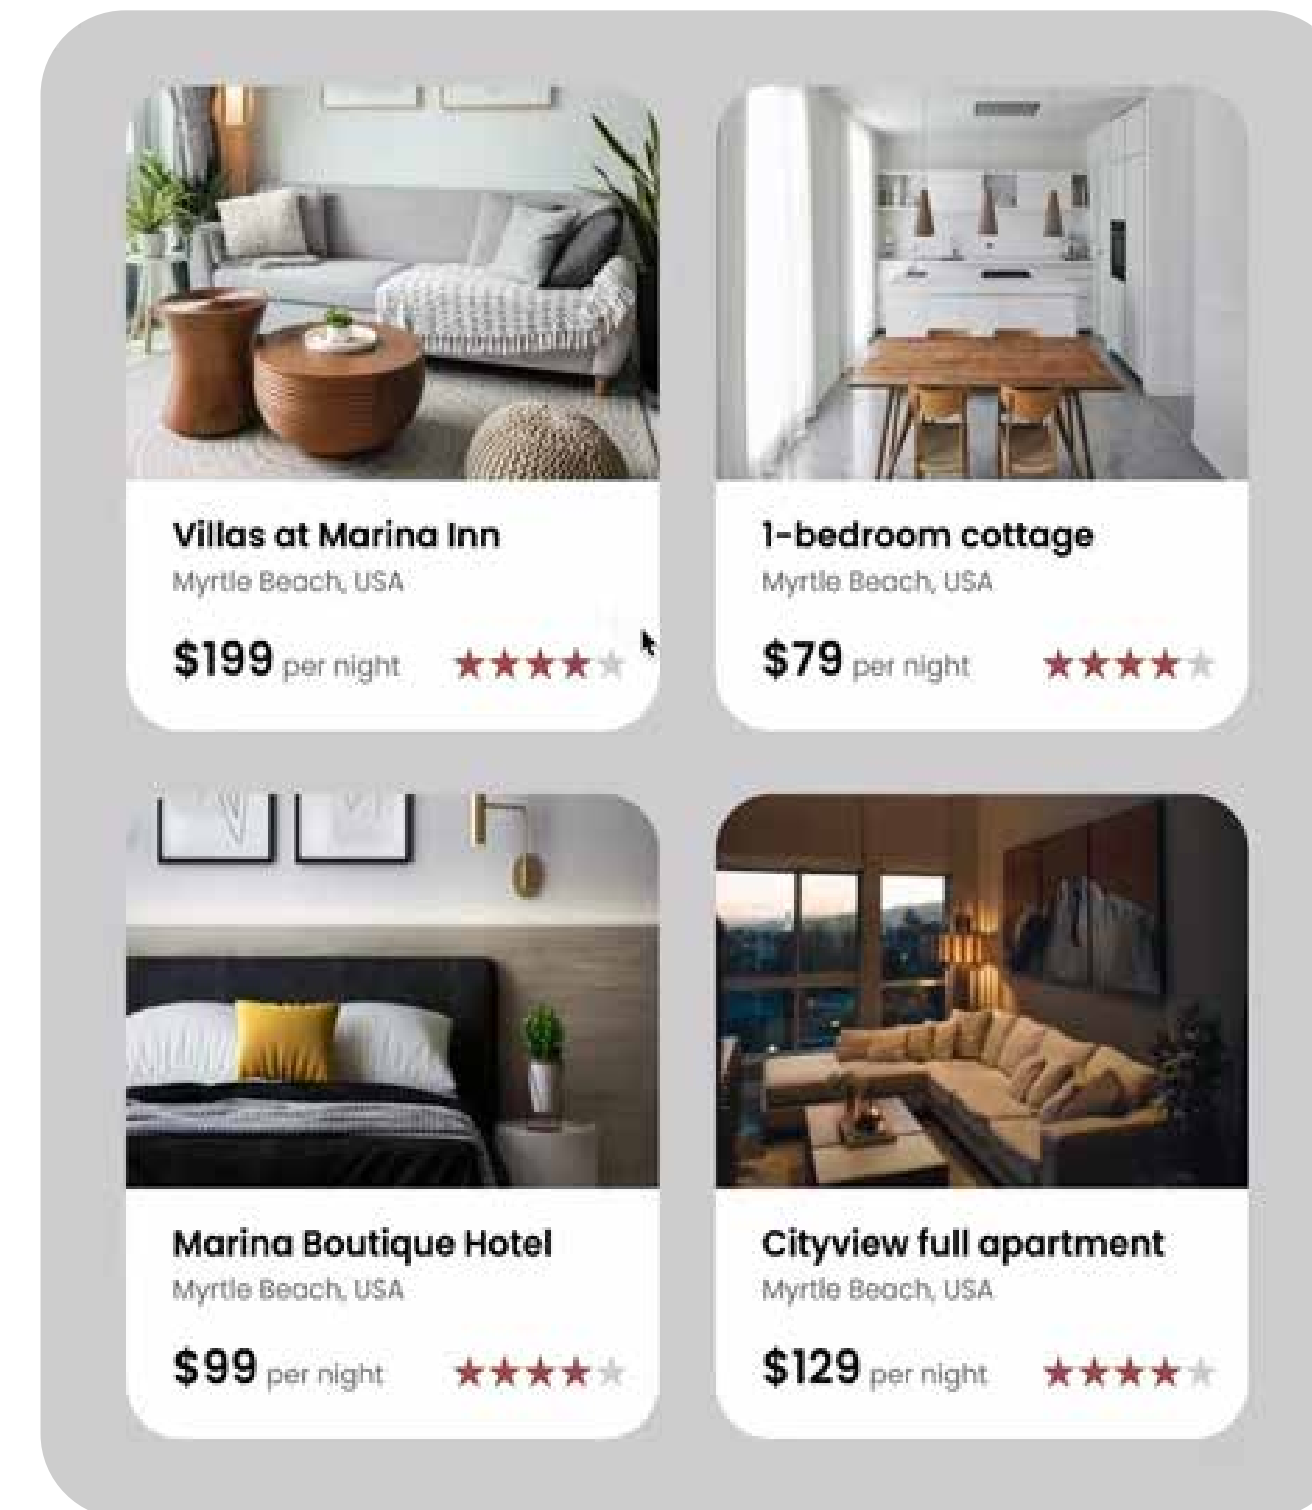 Villas at Marina Inn
Myrtle Beach, USA
$199 per night
1-bedroom cottage
Myrtle Beach, USA
$79 per night
Marina Boutique Hotel
Myrtle Beach, USA
$99 per night
Cityview full apartment
Myrtle Beach, USA
$129 per night